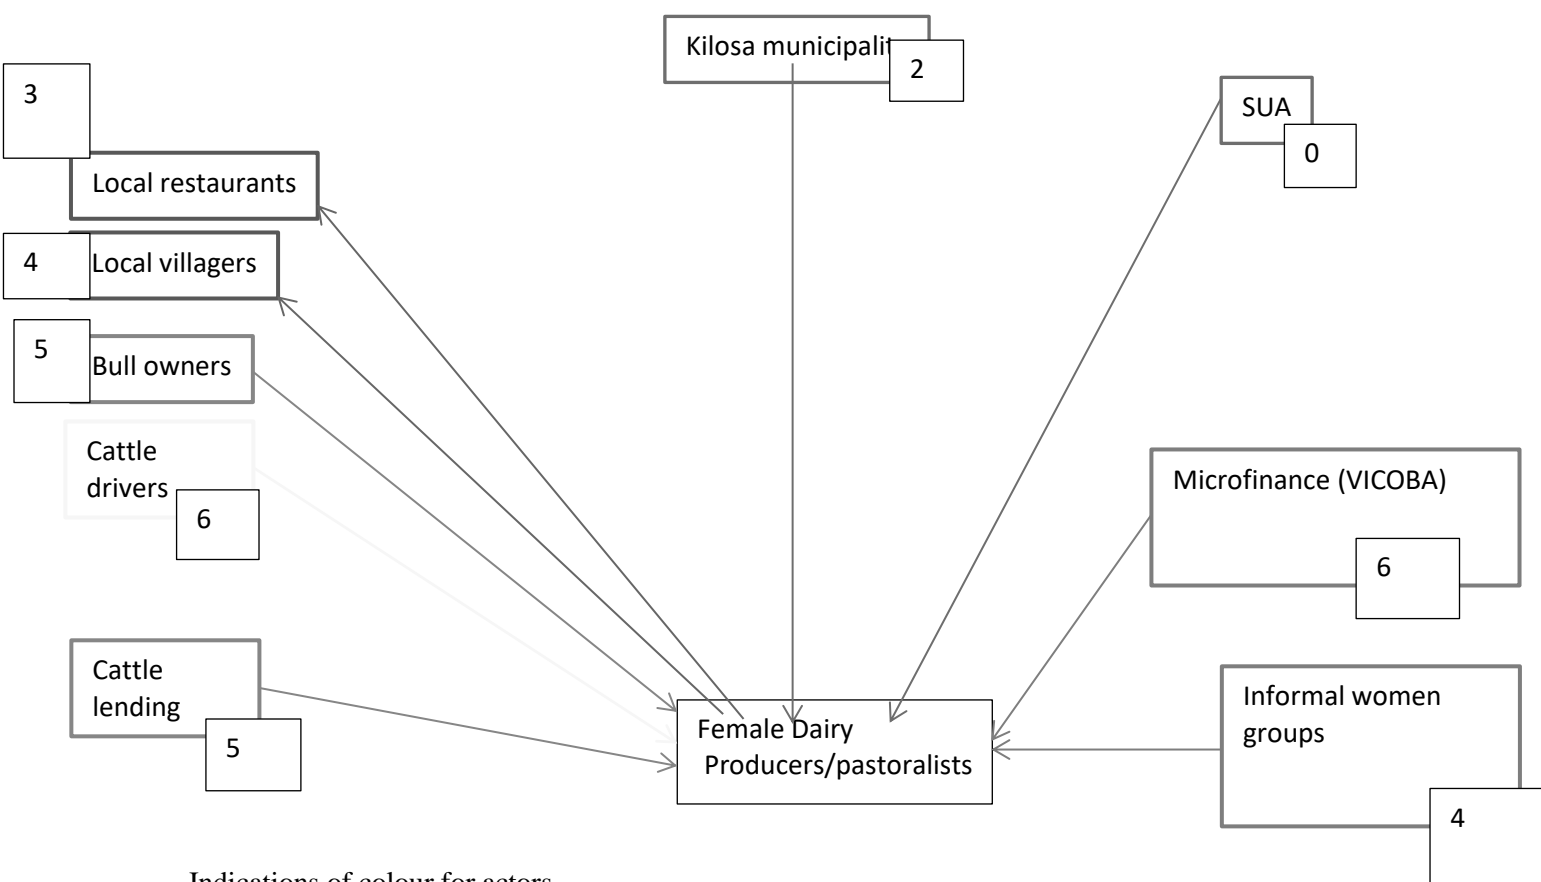 Kilosa municipalit
2
SUA
0
3
Local restaurants
4
Local villagers
5
Bull owners
Cattle
drivers
6
Microfinance (VICOBA)
6
Cattle
lending
5
Informal women
groups
4
Female Dairy
Producers/pastoralists
Indications of colour for actors